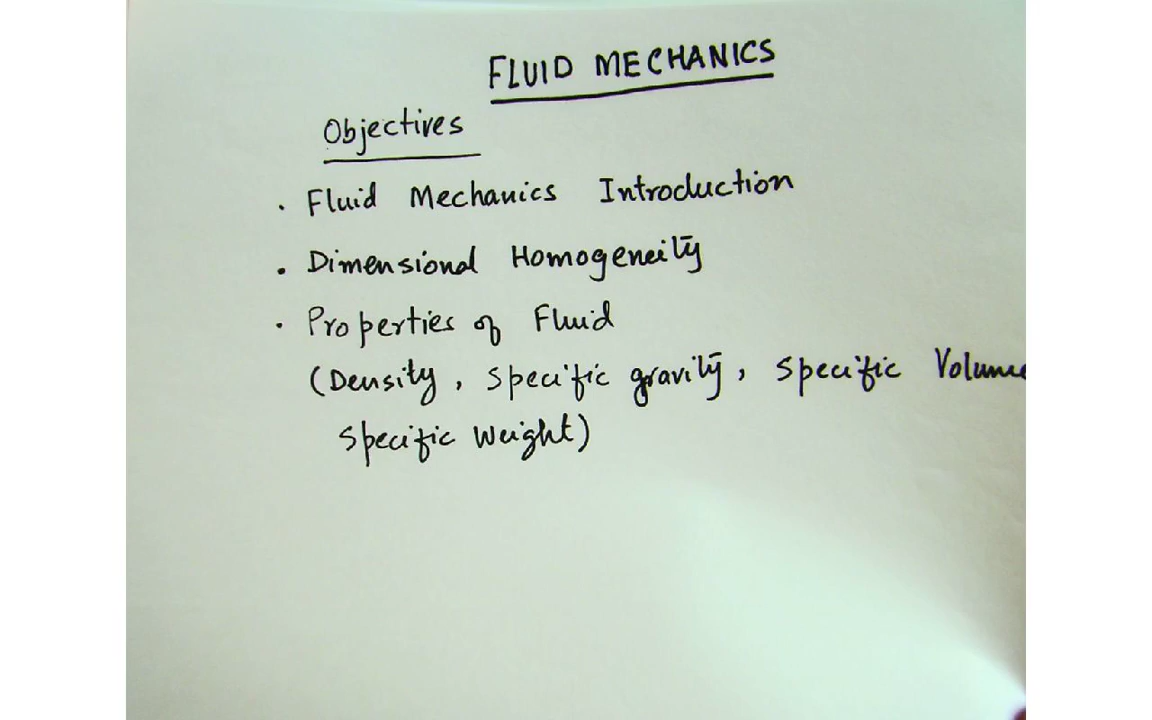 FLUID MECHANICS
Objectives
. Fluid Mechanics Introduction
. Dimensional Homogeneity
. Properties of Fluid
(Density, specific gravity, specific Volume
specific Weight)